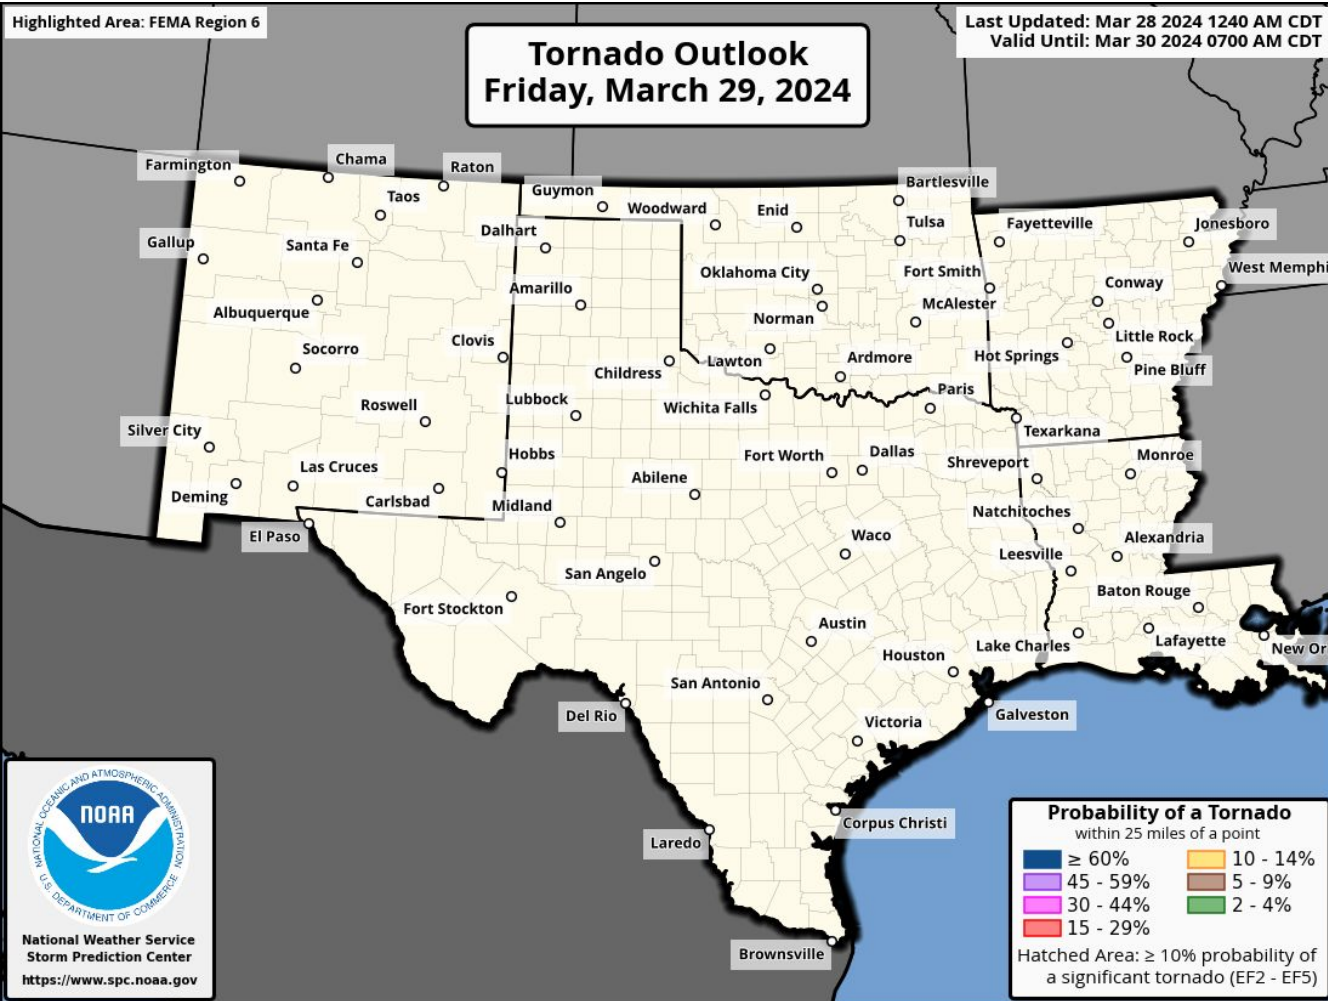 Highlighted Area: FEMA Region 6
Last Updated: Mar 28 2024 1240 AM CDT
Valid Until: Mar 30 2024 0700 AM CDT
Tornado Outlook
Friday, March 29, 2024
Farmington
Chama
Raton
Taos
Guymon
Woodward
Enid
Bartlesville
Tulsa
Fayetteville
Jonesboro
Gallup
Santa Fe
Dalhart
Oklahoma City
Fort Smith
West Memphi
Albuquerque
Amarillo
Norman
McAlester
Conway
Socorro
Clovis
Childress
Lawton
Ardmore
Hot Springs
Little Rock
Pine Bluff
Roswell
Lubbock
Wichita Falls
Paris
Texarkana
Silver City
Las Cruces
Hobbs
Abilene
Fort Worth
Dallas
Shreveport
Monroe
Deming
Carlsbad
Midland
Natchitoches
El Paso
San Angelo
Waco
Leesville
Alexandria
Fort Stockton
Austin
Baton Rouge
Houston
Lake Charles
Lafayette
New Or
Del Rio
San Antonio
Victoria
Galveston
Laredo
Corpus Christi
Brownsville
NATIONAL OCEANIC AND ATMOSPHERIC ADMINISTRATION
NOAA
U.S. DEPARTMENT OF COMMERCE
National Weather Service
Storm Prediction Center
https://www.spc.noaa.gov
Probability of a Tornado
within 25 miles of a point
≥ 60% 10 - 14%
45 - 59% 5 - 9%
30 - 44% 2 - 4%
15 - 29%
Hatched Area: ≥ 10% probability of
a significant tornado (EF2 - EF5)